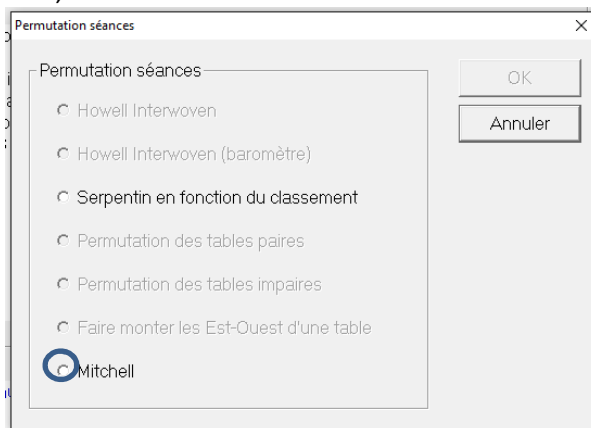 Permutation séances
Permutation séances
Howell Interwoven
Howell Interwoven (baromètre)
Serpentin en fonction du classement
Permutation des tables paires
Permutation des tables impaires
Faire monter les Est-Ouest d'une table
Mitchell
OK
Annuler